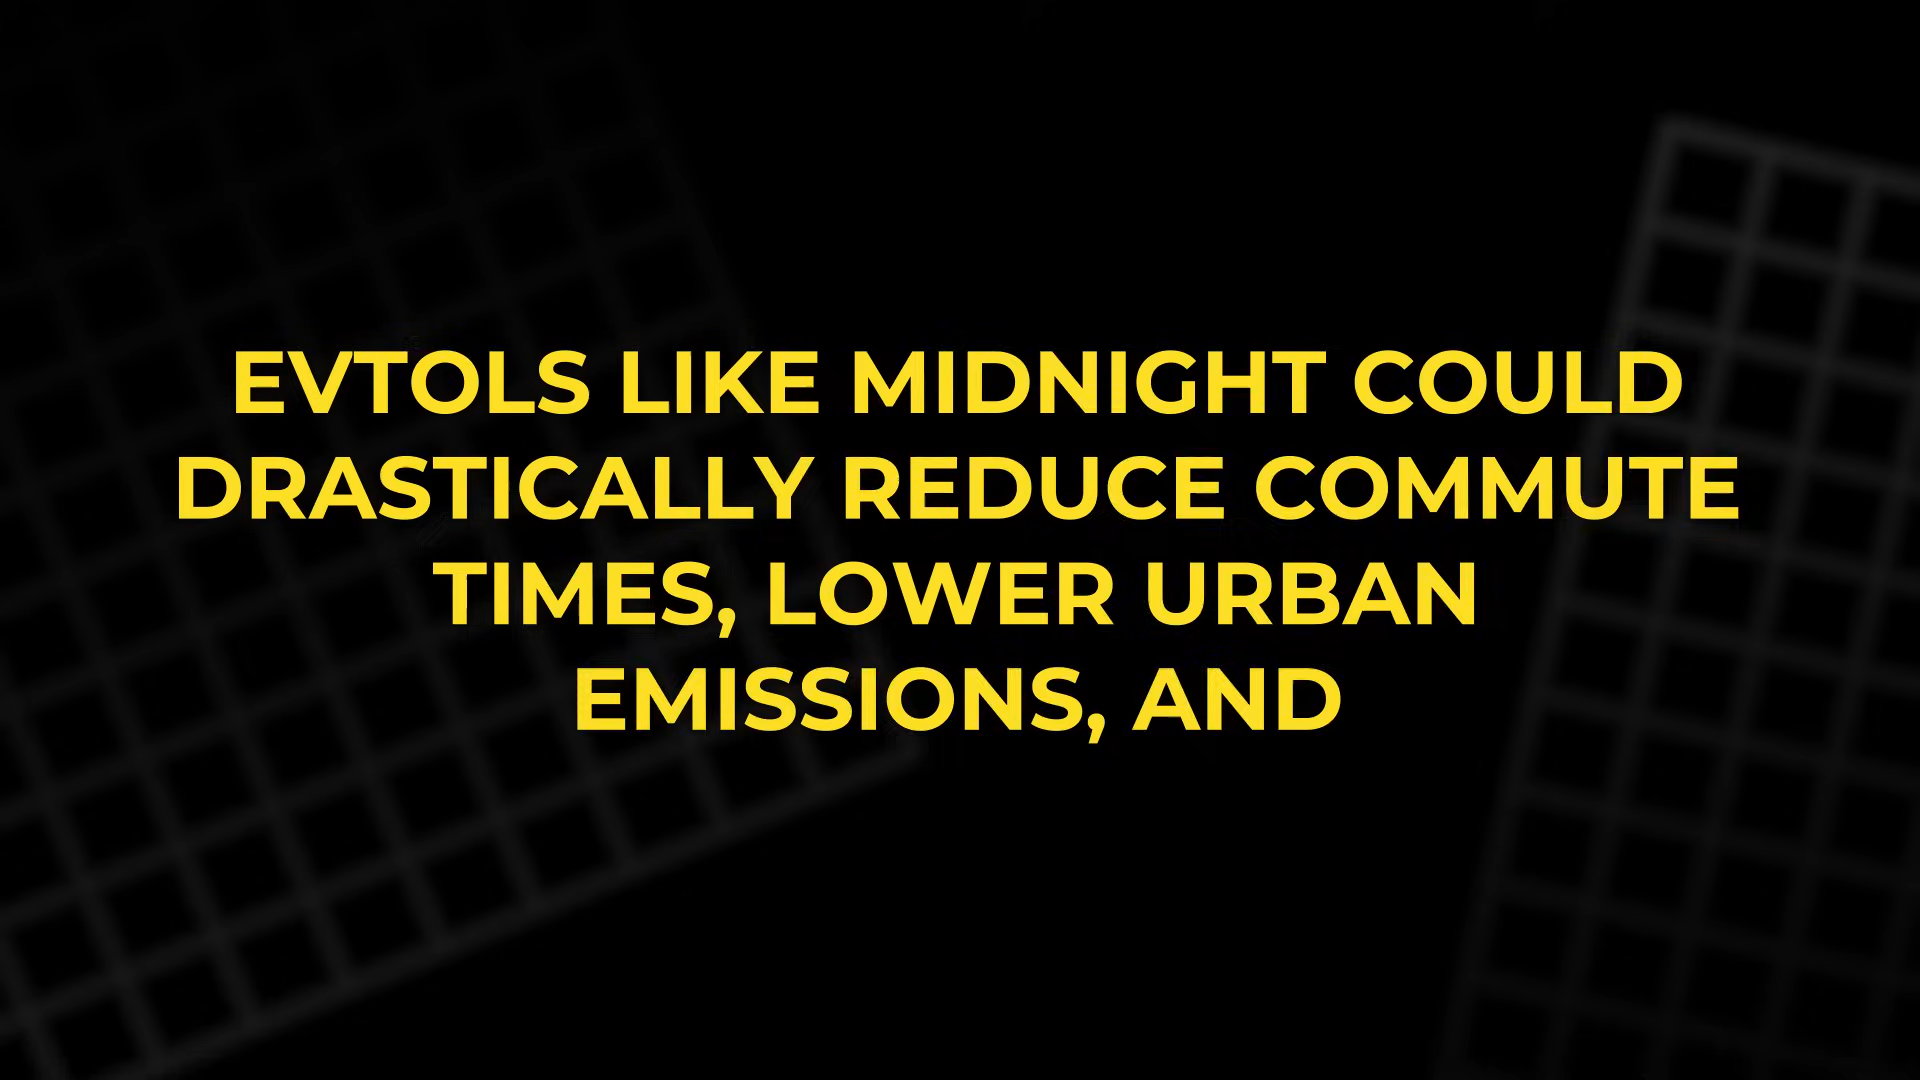 EVTOLS LIKE MIDNIGHT COULD
DRASTICALLY REDUCE COMMUTE
TIMES, LOWER URBAN
EMISSIONS, AND